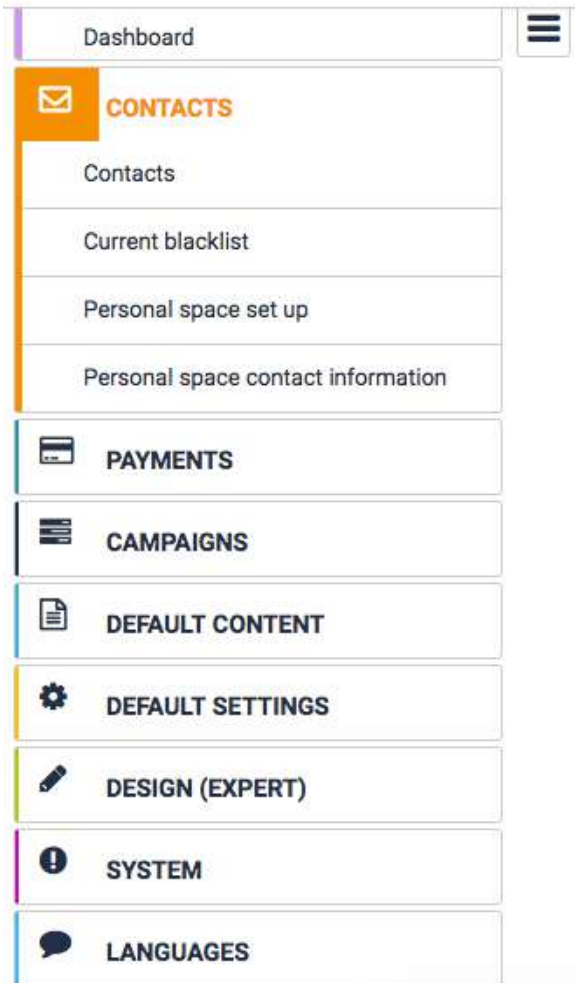 Dashboard
CONTACTS
Contacts
Current blacklist
Personal space set up
Personal space contact information
PAYMENTS
CAMPAIGNS
DEFAULT CONTENT
DEFAULT SETTINGS
DESIGN (EXPERT)
SYSTEM
LANGUAGES